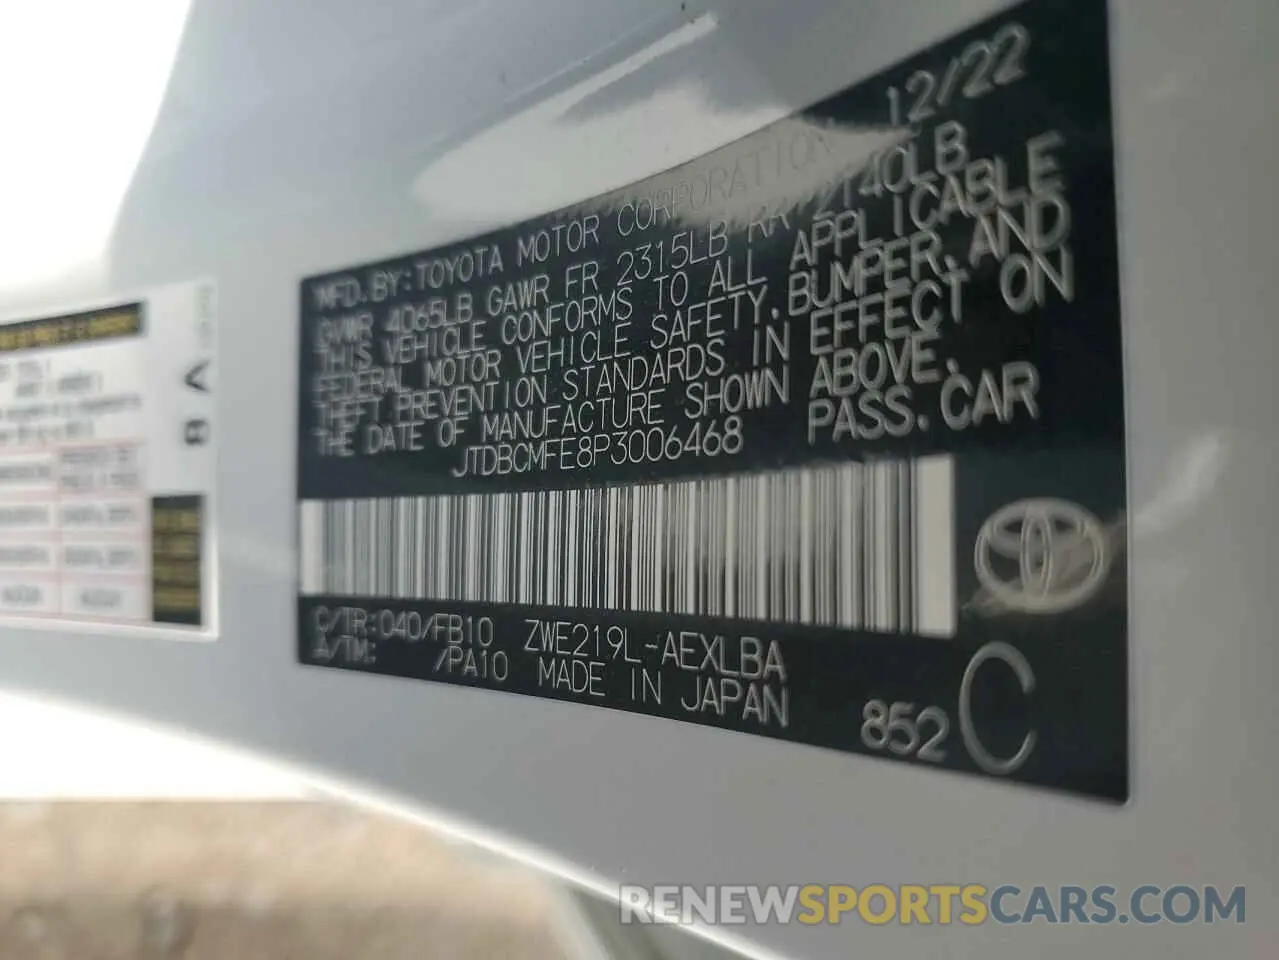 12/22
MFD. BY: TOYOTA MOTOR CORPORATION
GVWR 4065LB GAWR FR 2315LB RR 2140LB
THIS VEHICLE CONFORMS TO ALL APPLICABLE
FEDERAL MOTOR VEHICLE SAFETY, BUMPER, AND
THEFT PREVENTION STANDARDS IN EFFECT ON
THE DATE OF MANUFACTURE SHOWN ABOVE.
JTDBCMFE8P3006468 PASS. CAR
C/TR: 040/FB10 ZWE219L-AEXLBA
A/TM: /PA10 MADE IN JAPAN
852 C
RENEWSPORTSCARS.COM